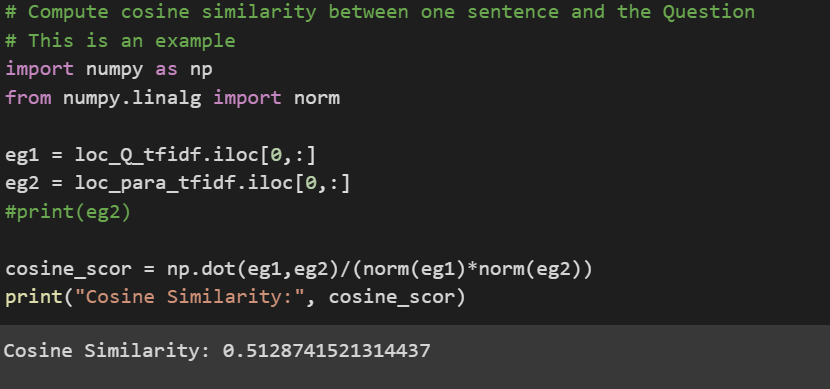 # Compute cosine similarity between one sentence and the Question
# This is an example
import numpy as np
from numpy.linalg import norm
eg1 = loc_Q_tfidf.iloc[0,:]
eg2 = loc_para_tfidf.iloc[0,:]
#print(eg2)
cosine_scor = np.dot(eg1,eg2)/(norm(eg1)*norm(eg2))
print("Cosine Similarity:", cosine_scor)
Cosine Similarity: 0.5128741521314437